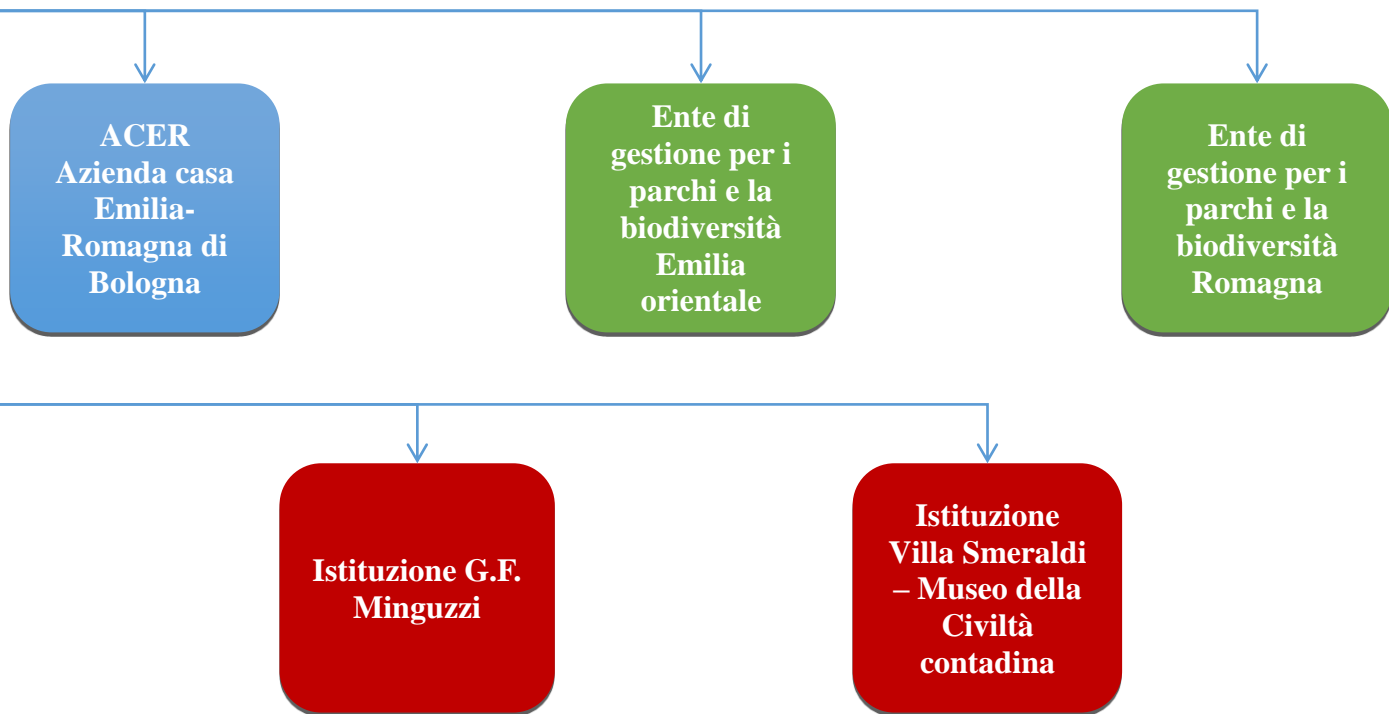 ACER
Azienda casa
Emilia-
Romagna di
Bologna
Ente di
gestione per i
parchi e la
biodiversità
Emilia
orientale
Ente di
gestione per i
parchi e la
biodiversità
Romagna
Istituzione G.F.
Minguzzi
Istituzione
Villa Smeraldi
– Museo della
Civiltà
contadina